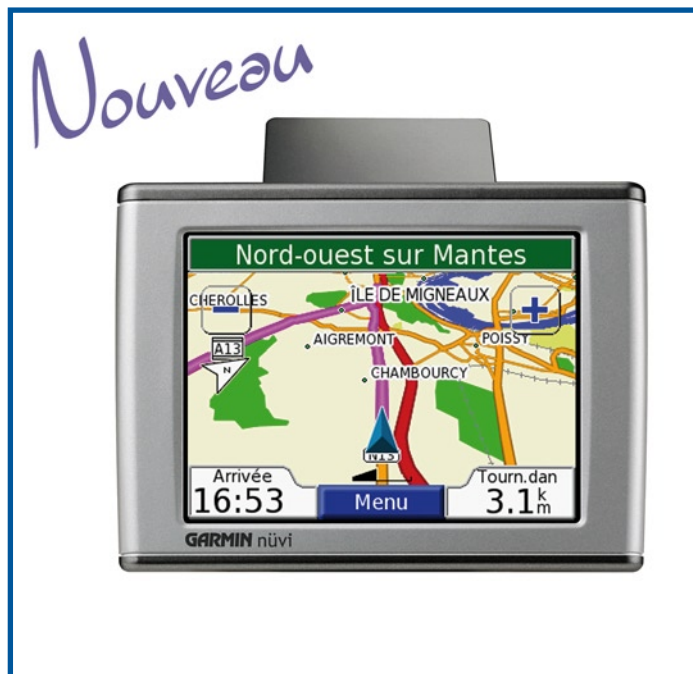 Nouveau
Nord-ouest sur Mantes
CHEROLLES
ÎLE DE MIGNEAUX
AIGREMONT
POISSY
A13
N
CHAMBOURCY
Arrivée
16:53
Menu
Tourn.dan
3.1 km
GARMIN nüvi